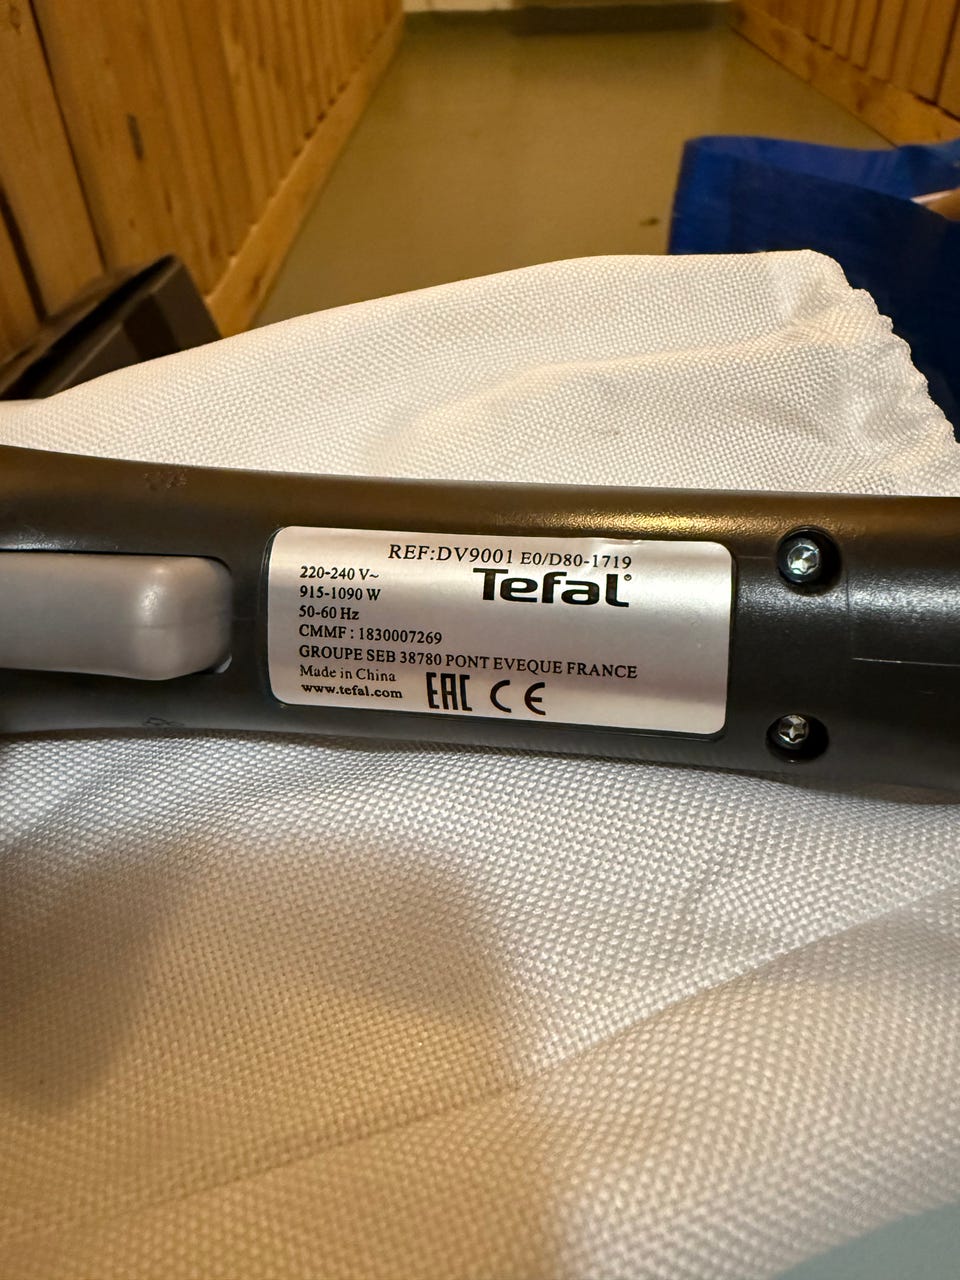 REF:DV9001 E0/D80-1719
220-240 V~
Tefal®
915-1090 W
50-60 Hz
CMMF : 1830007269
GROUPE SEB 38780 PONT EVEQUE FRANCE
Made in China
www.tefal.com
EAC CE